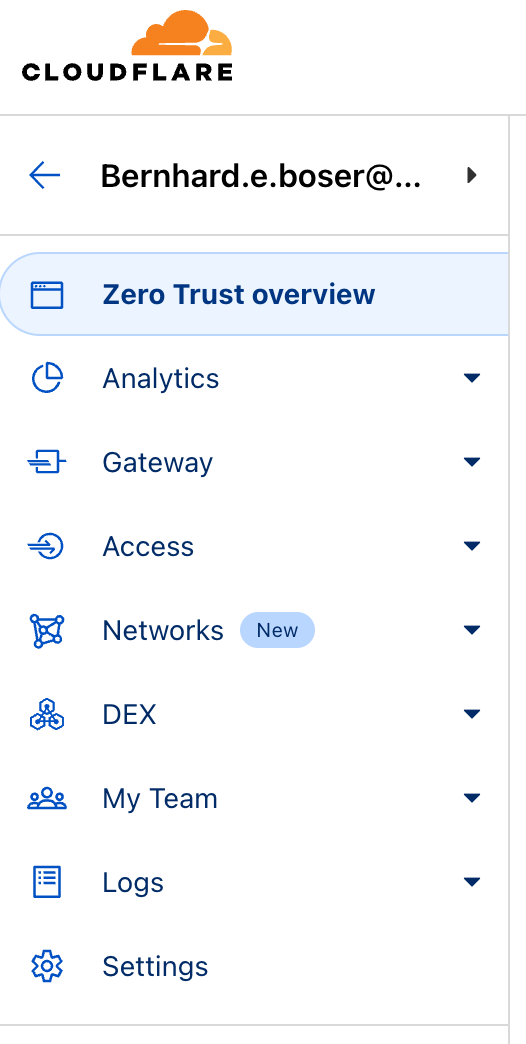 CLOUDFLARE
Bernhard.e.boser@...
Zero Trust overview
Analytics
Gateway
Access
Networks New
DEX
My Team
Logs
Settings